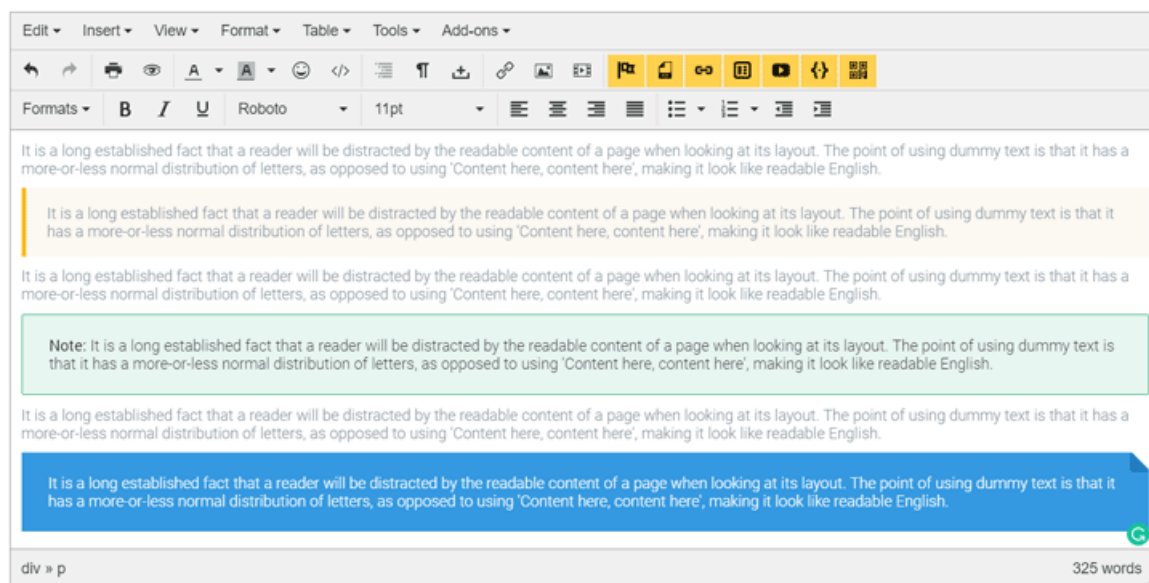 Edit Insert View Format Table Tools Add-ons
A A </> ¶ {}
Formats B I U Roboto 11pt
It is a long established fact that a reader will be distracted by the readable content of a page when looking at its layout. The point of using dummy text is that it has a
more-or-less normal distribution of letters, as opposed to using 'Content here, content here', making it look like readable English.
It is a long established fact that a reader will be distracted by the readable content of a page when looking at its layout. The point of using dummy text is that it
has a more-or-less normal distribution of letters, as opposed to using 'Content here, content here', making it look like readable English.
It is a long established fact that a reader will be distracted by the readable content of a page when looking at its layout. The point of using dummy text is that it has a
more-or-less normal distribution of letters, as opposed to using 'Content here, content here', making it look like readable English.
Note: It is a long established fact that a reader will be distracted by the readable content of a page when looking at its layout. The point of using dummy text is
that it has a more-or-less normal distribution of letters, as opposed to using 'Content here, content here', making it look like readable English.
It is a long established fact that a reader will be distracted by the readable content of a page when looking at its layout. The point of using dummy text is that it has a
more-or-less normal distribution of letters, as opposed to using 'Content here, content here', making it look like readable English.
It is a long established fact that a reader will be distracted by the readable content of a page when looking at its layout. The point of using dummy text is that it
has a more-or-less normal distribution of letters, as opposed to using 'Content here, content here', making it look like readable English.
div » p 325 words